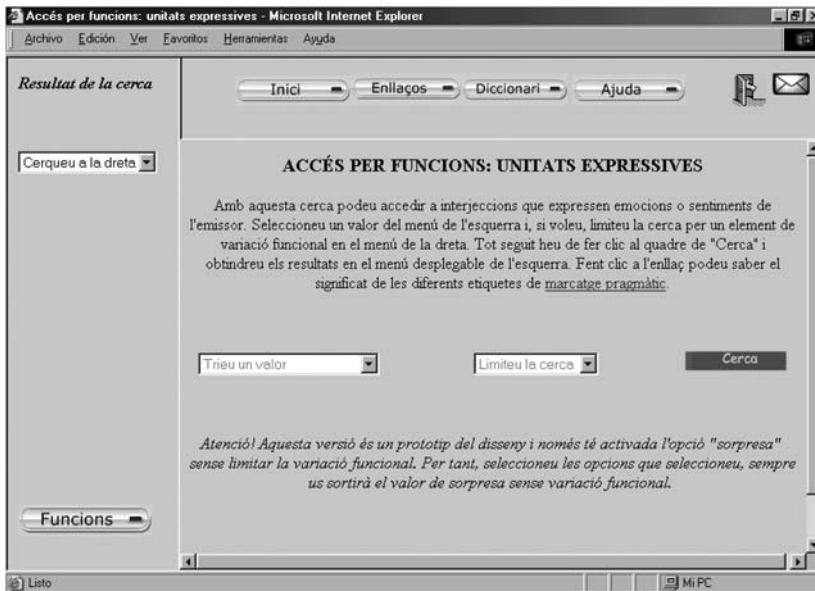 Accés per funcions: unitats expressives - Microsoft Internet Explorer
Archivo Edición Ver Favoritos Herramientas Ayuda
Resultat de la cerca
Inici Enllaços Diccionari Ajuda
Cerqueu a la dreta
ACCÉS PER FUNCIONS: UNITATS EXPRESSIVES
Amb aquesta cerca podeu accedir a interjeccions que expressen emocions o sentiments de
l'emissor. Seleccioneu un valor del menú de l'esquerra i, si voleu, limiteu la cerca per un element de
variació funcional en el menú de la dreta. Tot seguit heu de fer clic al quadre de "Cerca" i
obtindreu els resultats en el menú desplegable de l'esquerra. Fent clic a l'enllaç podeu saber el
significat de les diferents etiquetes de marcatge pragmàtic.
Trieu un valor Limiteu la cerca Cerca
Atenció! Aquesta versió és un prototip del disseny i només té activada l'opció "sorpresa"
sense limitar la variació funcional. Per tant, seleccioneu les opcions que seleccioneu, sempre
us sortirà el valor de sorpresa sense variació funcional.
Funcions
Listo Mi PC